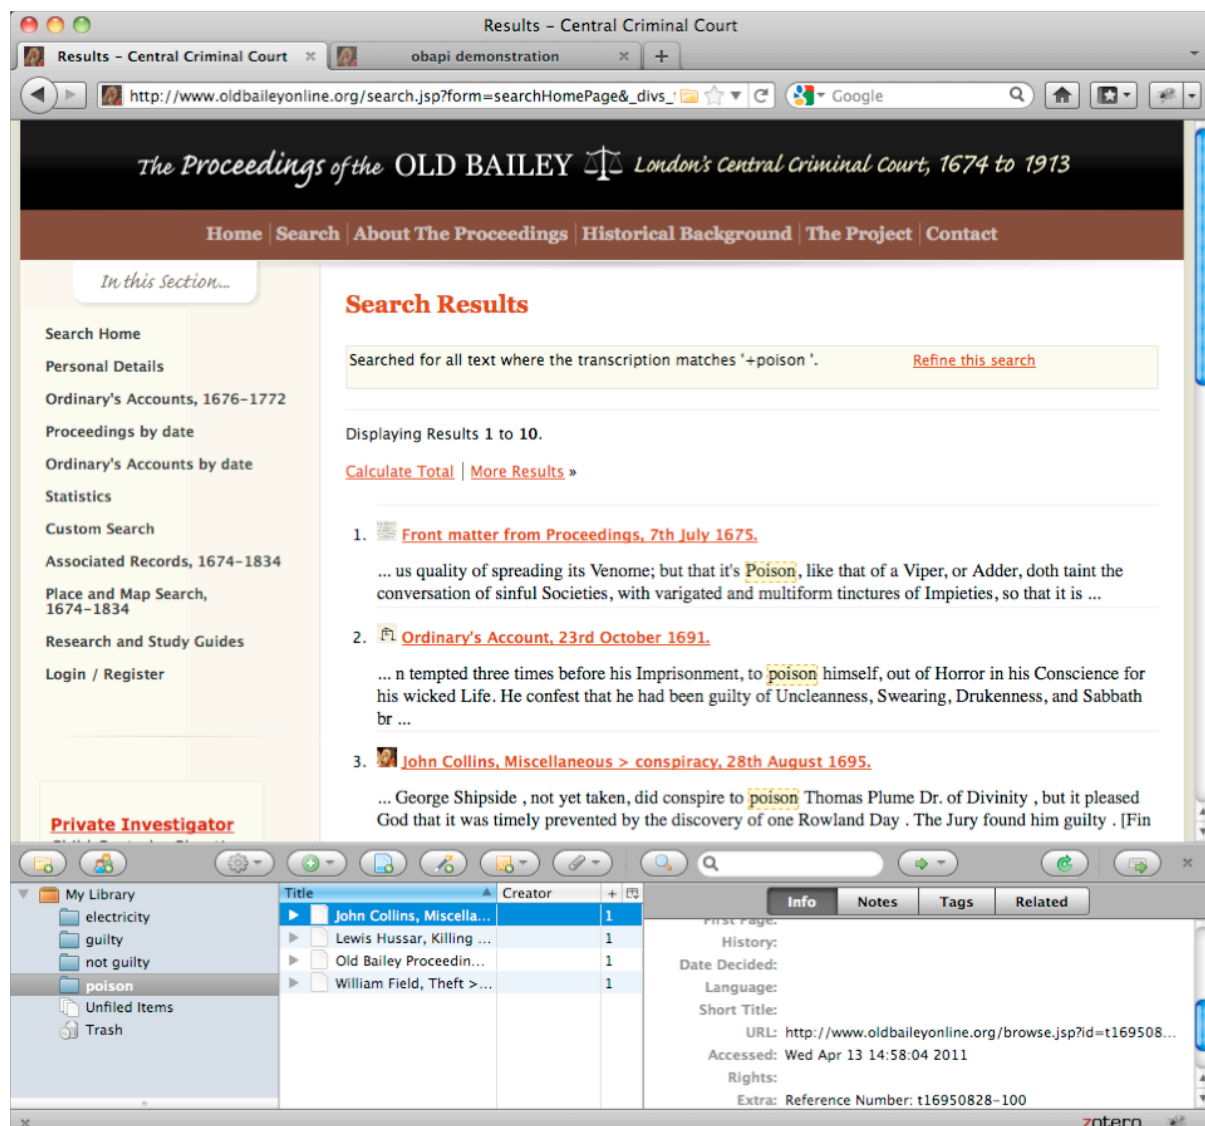 Results – Central Criminal Court
Results – Central Criminal Court × obapi demonstration × +
http://www.oldbaileyonline.org/search.jsp?form=searchHomePage&_divs_ Google
The Proceedings of the OLD BAILEY London's Central Criminal Court, 1674 to 1913
Home | Search | About The Proceedings | Historical Background | The Project | Contact
In this Section...
Search Home
Personal Details
Ordinary's Accounts, 1676–1772
Proceedings by date
Ordinary's Accounts by date
Statistics
Custom Search
Associated Records, 1674–1834
Place and Map Search,
1674–1834
Research and Study Guides
Login / Register
Private Investigator
Search Results
Searched for all text where the transcription matches '+poison '. Refine this search
Displaying Results 1 to 10.
Calculate Total | More Results »
1. Front matter from Proceedings, 7th July 1675.
... us quality of spreading its Venome; but that it's Poison, like that of a Viper, or Adder, doth taint the
conversation of sinful Societies, with varigated and multiform tinctures of Impieties, so that it is ...
2. Ordinary's Account, 23rd October 1691.
... n tempted three times before his Imprisonment, to poison himself, out of Horror in his Conscience for
his wicked Life. He confest that he had been guilty of Uncleanness, Swearing, Drukenness, and Sabbath
br ...
3. John Collins, Miscellaneous > conspiracy, 28th August 1695.
... George Shipside , not yet taken, did conspire to poison Thomas Plume Dr. of Divinity , but it pleased
God that it was timely prevented by the discovery of one Rowland Day . The Jury found him guilty . [Fin
My Library
electricity
guilty
not guilty
poison
Unfiled Items
Trash
Title Creator +
John Collins, Miscella... 1
Lewis Hussar, Killing ... 1
Old Bailey Proceedin... 1
William Field, Theft >... 1
Info Notes Tags Related
First Page:
History:
Date Decided:
Language:
Short Title:
URL: http://www.oldbaileyonline.org/browse.jsp?id=t169508...
Accessed: Wed Apr 13 14:58:04 2011
Rights:
Extra: Reference Number: t16950828-100
zotero